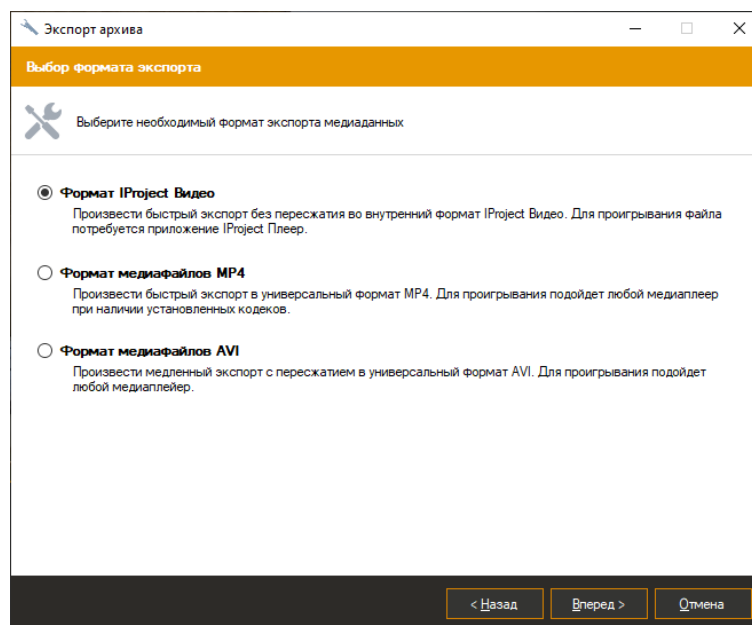 Экспорт архива
Выбор формата экспорта
Выберите необходимый формат экспорта медиаданных
Формат IProject Видео
Произвести быстрый экспорт без пересжатия во внутренний формат IProject Видео. Для проигрывания файла
потребуется приложение IProject Плеер.
Формат медиафайлов MP4
Произвести быстрый экспорт в универсальный формат MP4. Для проигрывания подойдет любой медиаплеер
при наличии установленных кодеков.
Формат медиафайлов AVI
Произвести медленный экспорт с пересжатием в универсальный формат AVI. Для проигрывания подойдет
любой медиаплейер.
< Назад Вперед > Отмена